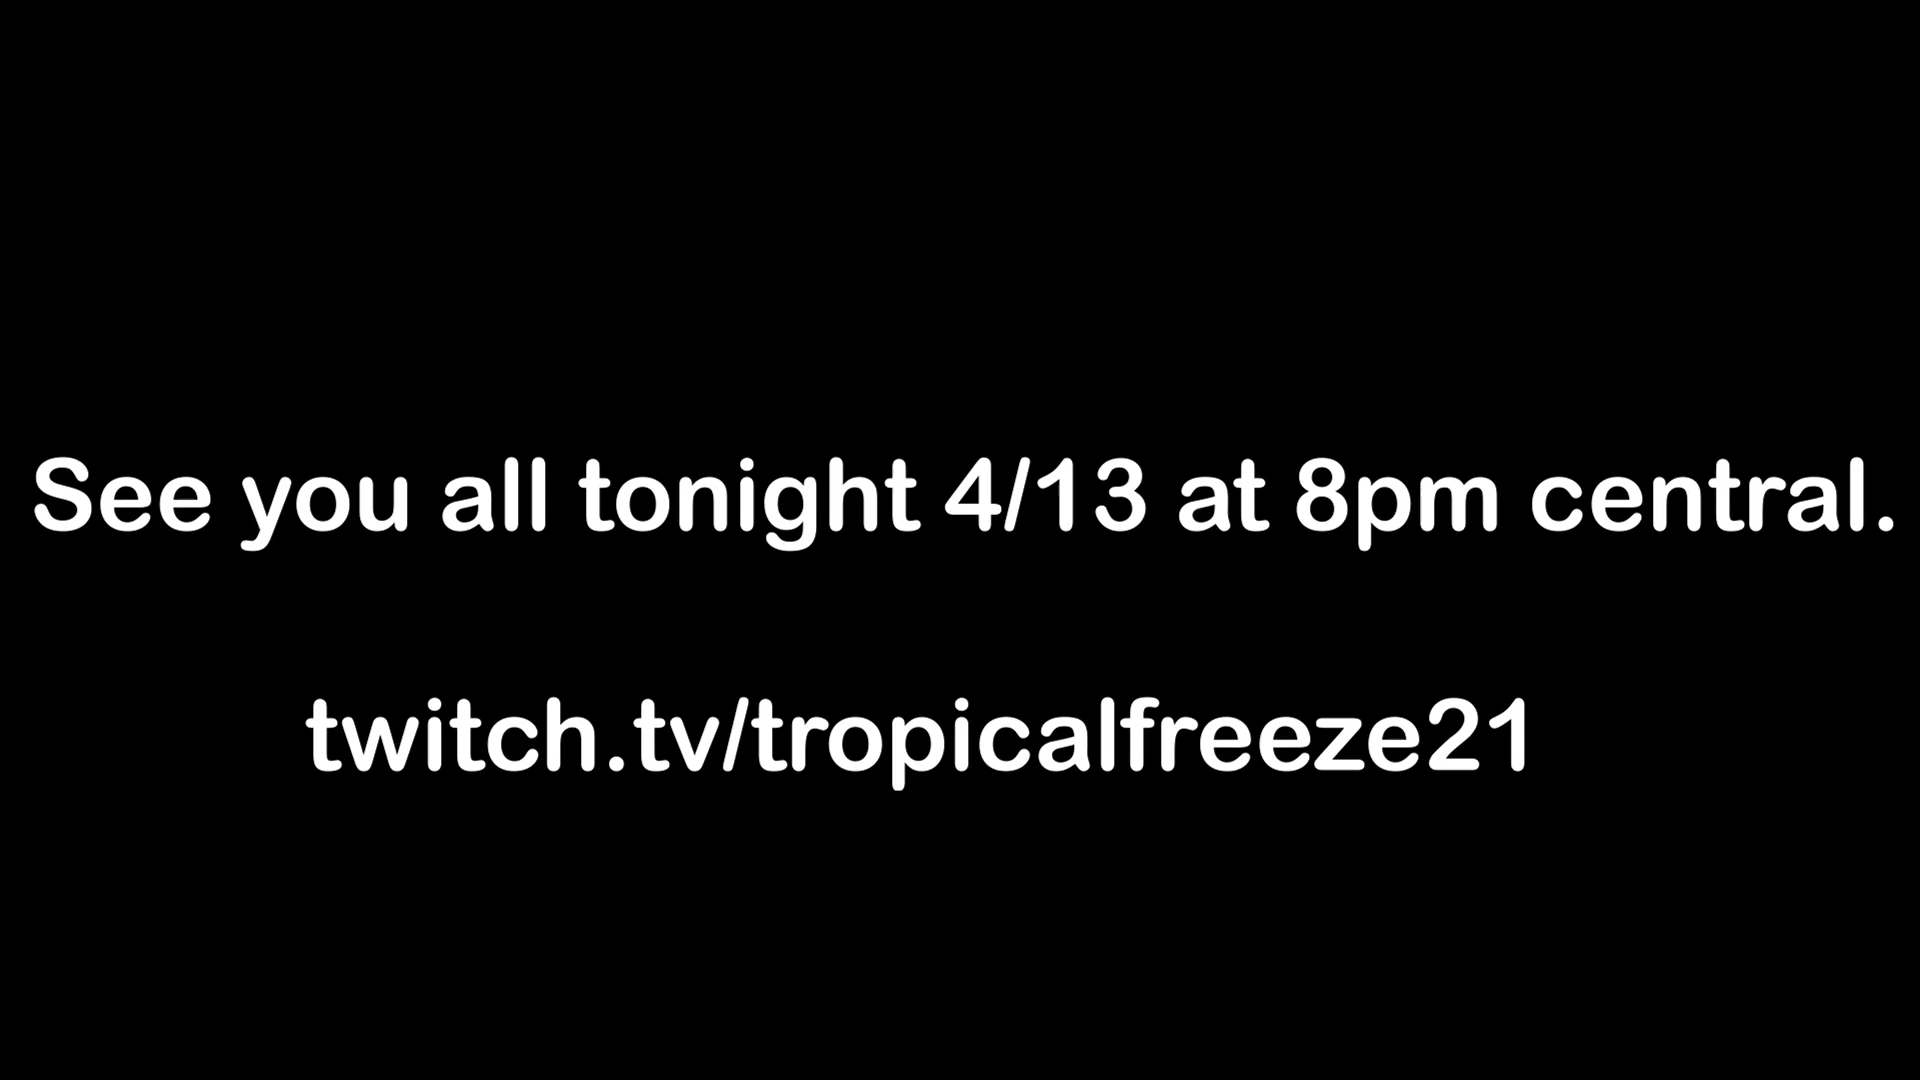 See you all tonight 4/13 at 8pm central.
twitch.tv/tropicalfreeze21